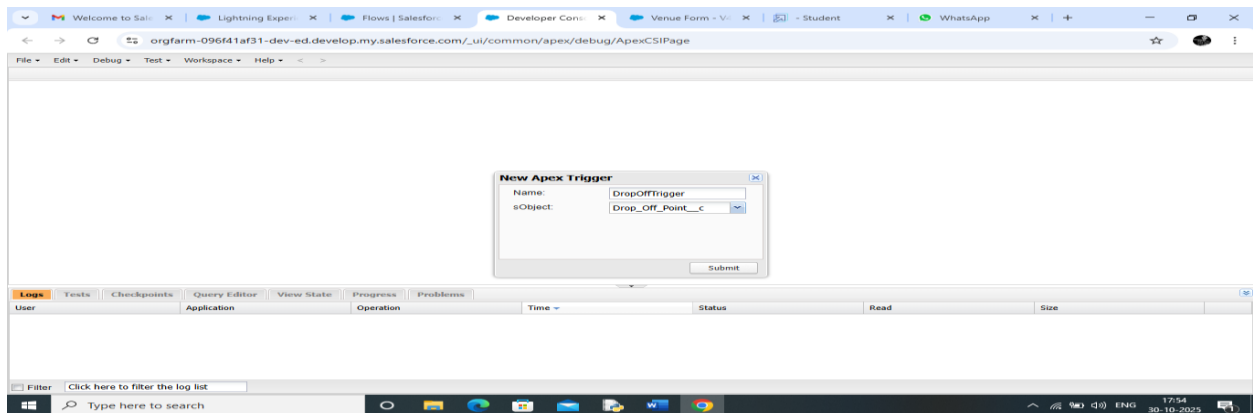 Welcome to Sale
Lightning Experi
Flows | Salesforc
Developer Cons
Venue Form - Ve
- Student
WhatsApp
orgfarm-096f41af31-dev-ed.develop.my.salesforce.com/_ui/common/apex/debug/ApexCSIPage
File Edit Debug Test Workspace Help < >
New Apex Trigger
Name: DropOffTrigger
sObject: Drop_Off_Point__c
Submit
Logs Tests Checkpoints Query Editor View State Progress Problems
User Application Operation Time Status Read Size
Filter Click here to filter the log list
Type here to search
ENG 17:54
30-10-2025